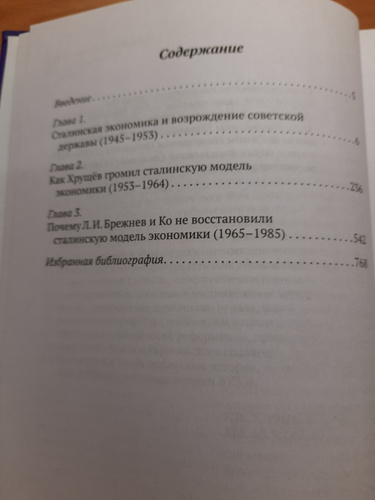 Содержание
Введение . . . . . . . . . . . . . . . . . . . . . . . . . . . . . . . . . . . . . . . . 5
Глава 1.
Сталинская экономика и возрождение советской
державы (1945–1953) . . . . . . . . . . . . . . . . . . . . . . . . . . . . . 6
Глава 2.
Как Хрущёв громил сталинскую модель
экономики (1953–1964) . . . . . . . . . . . . . . . . . . . . . . . . . 256
Глава 3.
Почему Л. И. Брежнев и Ко не восстановили
сталинскую модель экономики (1965–1985) . . . . . . . . . . . 542
Избранная библиография. . . . . . . . . . . . . . . . . . . . . . . . . . 768